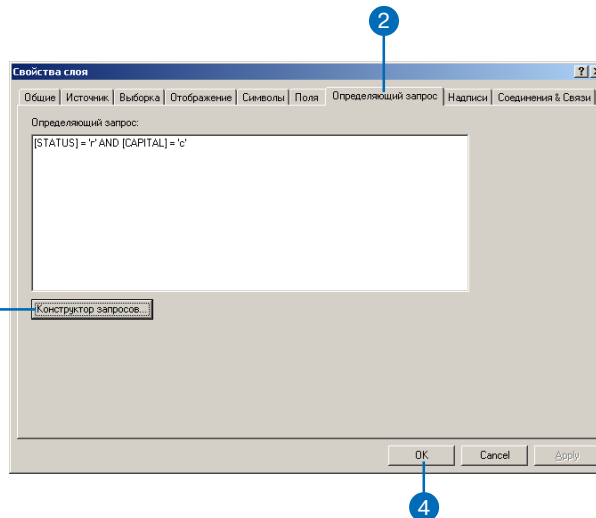 2
Свойства слоя
Общие Источник Выборка Отображение Символы Поля Определяющий запрос Надписи Соединения & Связи
Определяющий запрос:
[STATUS] = 'r' AND [CAPITAL] = 'c'
Конструктор запросов...
OK Cancel Apply
4